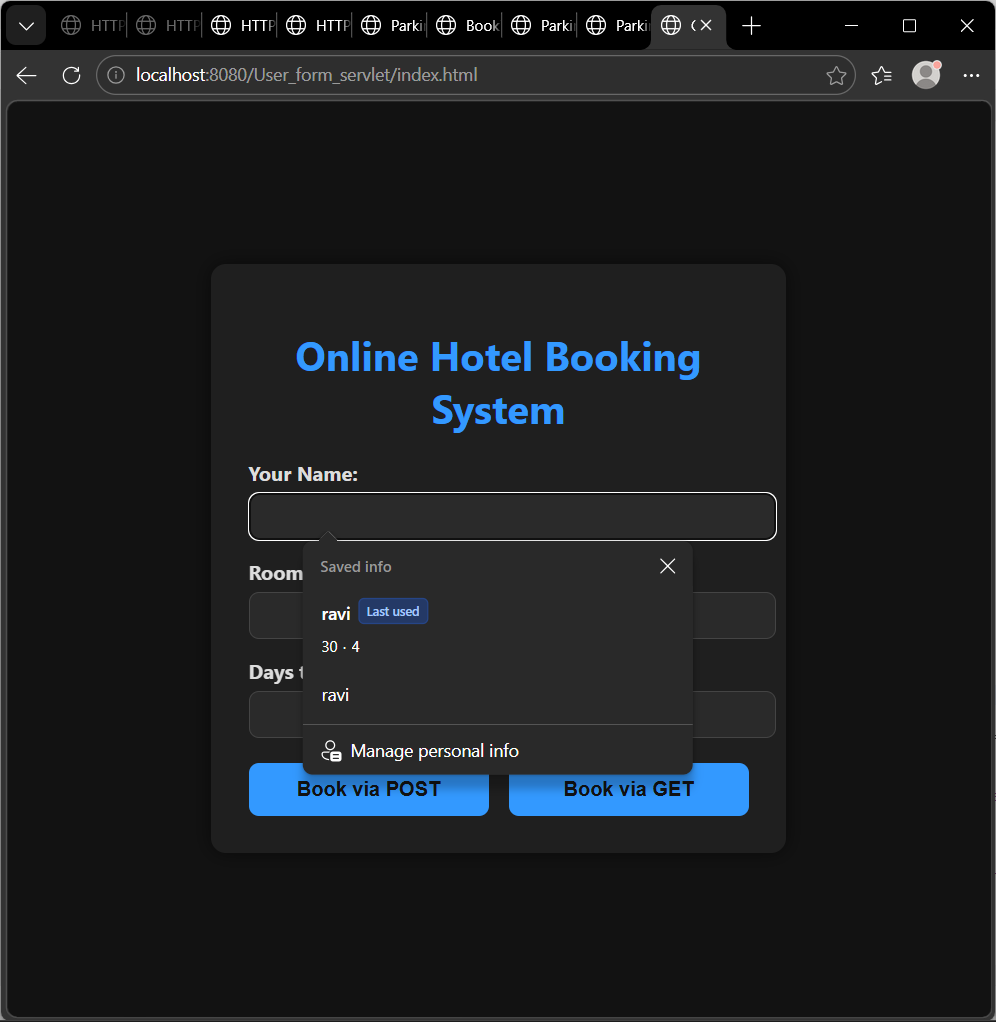 HTTP
HTTP
HTTP
HTTP
Parki
Book
Parki
Parki
localhost:8080/User_form_servlet/index.html
Online Hotel Booking
System
Your Name:
Room
Saved info
ravi Last used
30 · 4
Days
ravi
Manage personal info
Book via POST
Book via GET